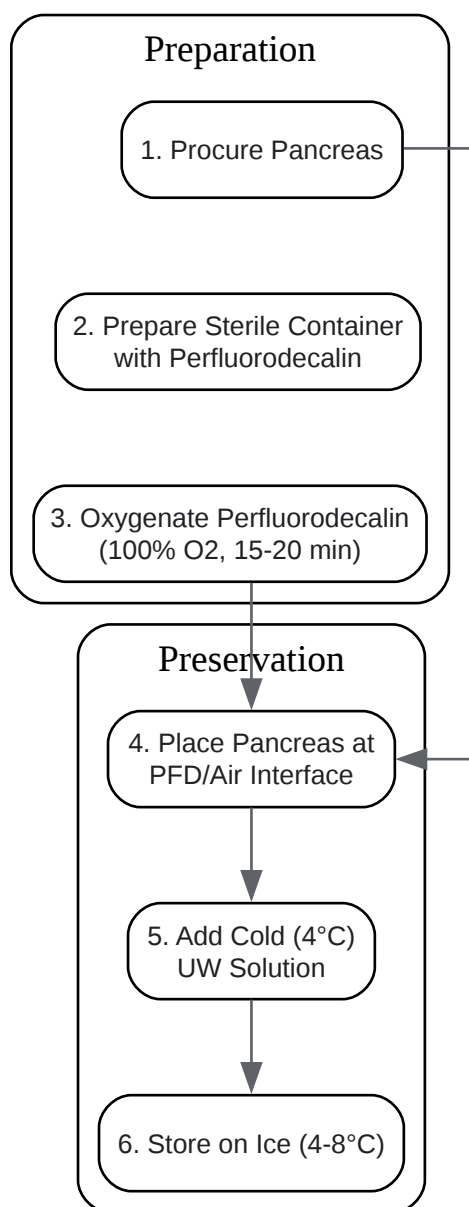 Preparation
1. Procure Pancreas
2. Prepare Sterile Container
with Perfluorodecalin
3. Oxygenate Perfluorodecalin
(100% O2, 15-20 min)
Preservation
4. Place Pancreas at
PFD/Air Interface
5. Add Cold (4°C)
UW Solution
6. Store on Ice (4-8°C)